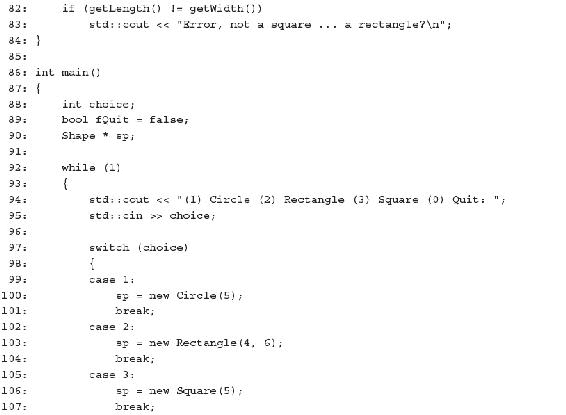 82:     if (getLength() != getWidth())
83:         std::cout << "Error, not a square ... a rectangle?\n";
84: }
85:
86: int main()
87: {
88:     int choice;
89:     bool fQuit = false;
90:     Shape * sp;
91:
92:     while (1)
93:     {
94:         std::cout << "(1) Circle (2) Rectangle (3) Square (0) Quit: ";
95:         std::cin >> choice;
96:
97:         switch (choice)
98:         {
99:         case 1:
100:             sp = new Circle(5);
101:             break;
102:         case 2:
103:             sp = new Rectangle(4, 6);
104:             break;
105:         case 3:
106:             sp = new Square(5);
107:             break;